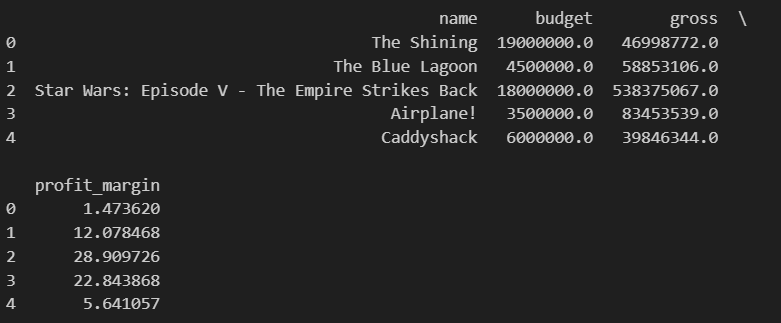 name budget gross \
0 The Shining 19000000.0 46998772.0
1 The Blue Lagoon 4500000.0 58853106.0
2 Star Wars: Episode V - The Empire Strikes Back 18000000.0 538375067.0
3 Airplane! 3500000.0 83453539.0
4 Caddyshack 6000000.0 39846344.0
profit_margin
0 1.473620
1 12.078468
2 28.909726
3 22.843868
4 5.641057